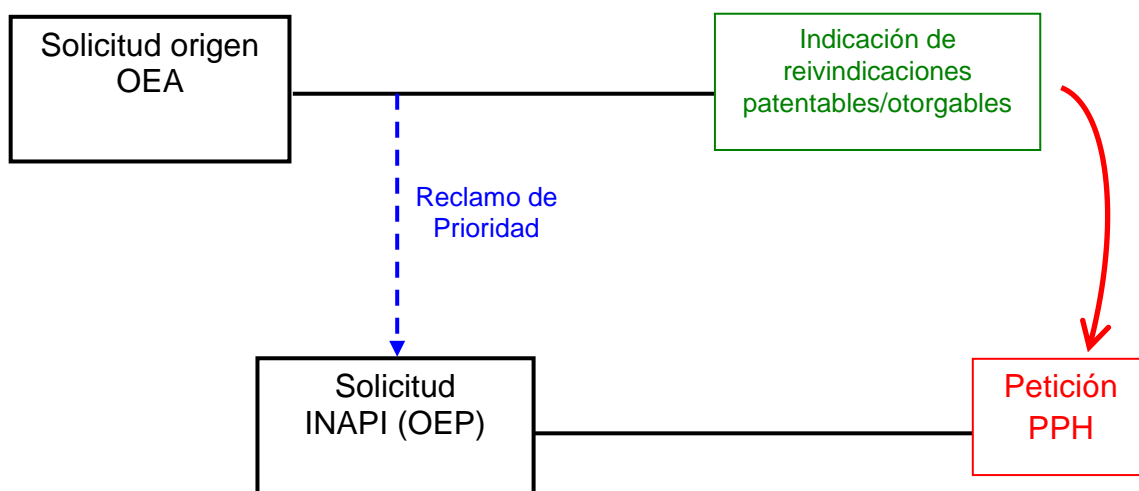 Solicitud origen
OEA
Indicación de
reivindicaciones
patentables/otorgables
Reclamo de
Prioridad
Solicitud
INAPI (OEP)
Petición
PPH